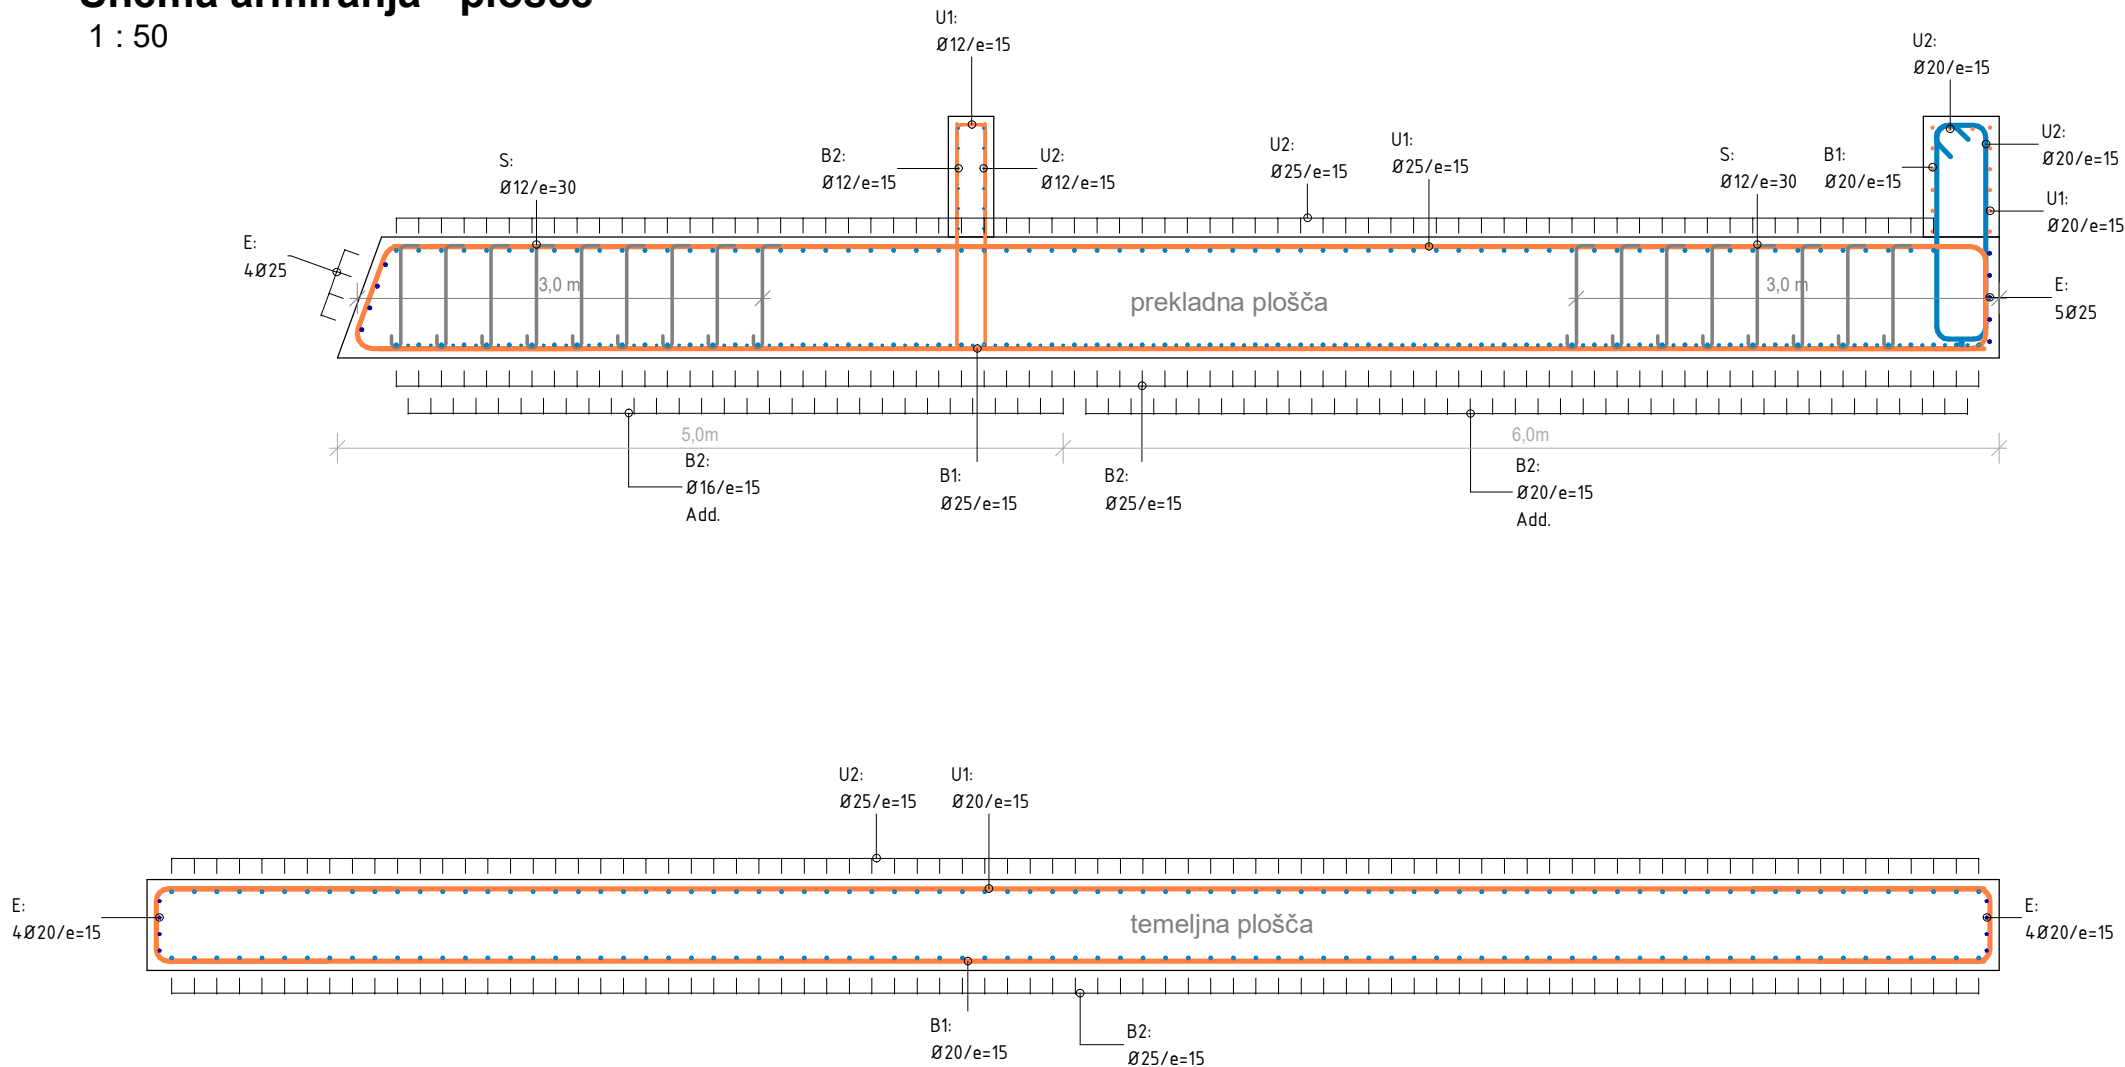 1 : 50
U1:
Ø12/e=15
U2:
Ø20/e=15
S:
Ø12/e=30
B2:
Ø12/e=15
U2:
Ø12/e=15
U2:
Ø25/e=15
U1:
Ø25/e=15
S:
Ø12/e=30
B1:
Ø20/e=15
U2:
Ø20/e=15
U1:
Ø20/e=15
E:
4Ø25
3,0 m
prekladna plošča
3,0 m
E:
5Ø25
5,0m
6,0m
B2:
Ø16/e=15
Add.
B1:
Ø25/e=15
B2:
Ø25/e=15
B2:
Ø20/e=15
Add.
U2:
Ø25/e=15
U1:
Ø20/e=15
E:
4Ø20/e=15
temeljna plošča
E:
4Ø20/e=15
B1:
Ø20/e=15
B2:
Ø25/e=15